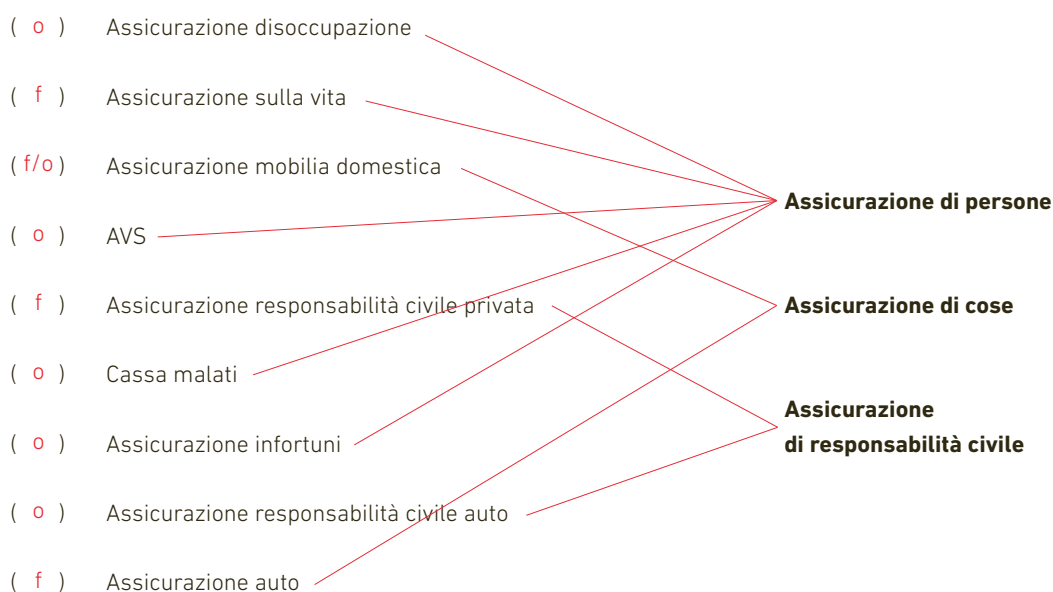 ( o ) Assicurazione disoccupazione
( f ) Assicurazione sulla vita
( f/o ) Assicurazione mobilia domestica
Assicurazione di persone
( o ) AVS
( f ) Assicurazione responsabilità civile privata
Assicurazione di cose
( o ) Cassa malati
Assicurazione
di responsabilità civile
( o ) Assicurazione infortuni
( o ) Assicurazione responsabilità civile auto
( f ) Assicurazione auto